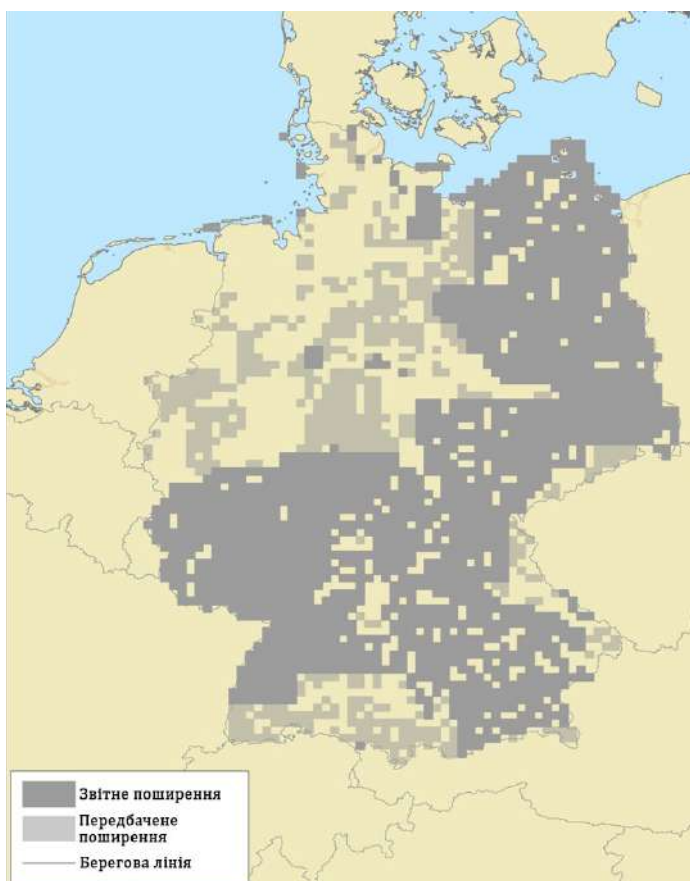 Звітне поширення
Передбачене
поширення
Берегова лінія